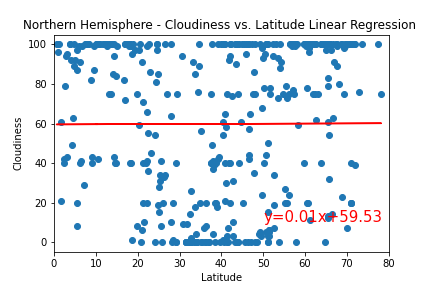 Northern Hemisphere - Cloudiness vs. Latitude Linear Regression
100
80
60
40
20
0
Cloudiness
y=0.01x+59.53
0 10 20 30 40 50 60 70 80
Latitude